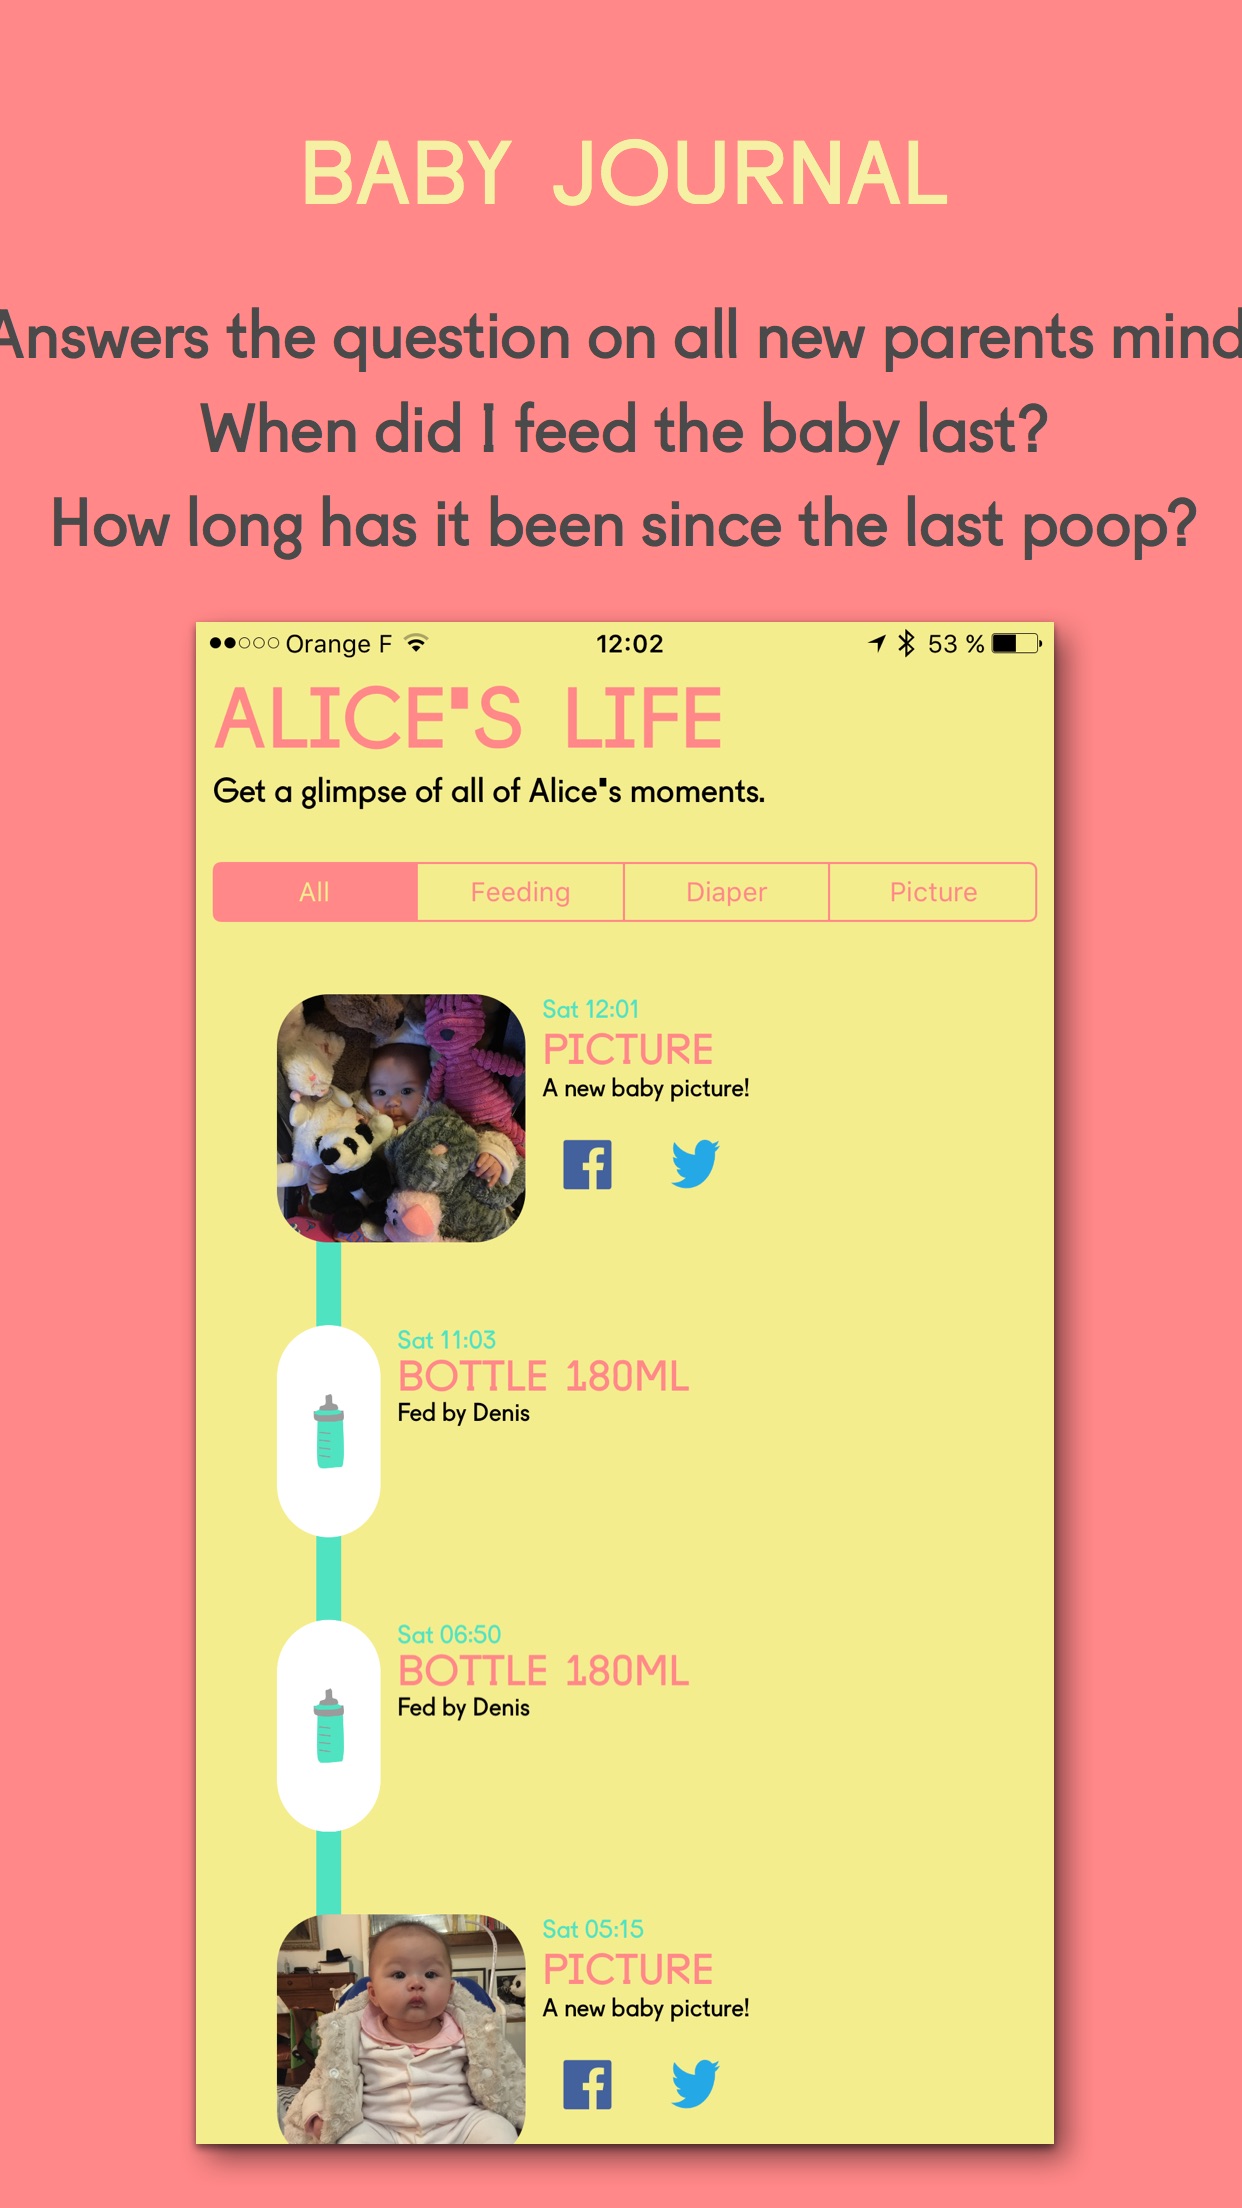 BABY JOURNAL
Answers the question on all new parents mind
When did I feed the baby last?
How long has it been since the last poop?
Orange F 12:02 53 %
ALICE'S LIFE
Get a glimpse of all of Alice's moments.
All Feeding Diaper Picture
Sat 12:01
PICTURE
A new baby picture!
Sat 11:03
BOTTLE 180ML
Fed by Denis
Sat 06:50
BOTTLE 180ML
Fed by Denis
Sat 05:15
PICTURE
A new baby picture!